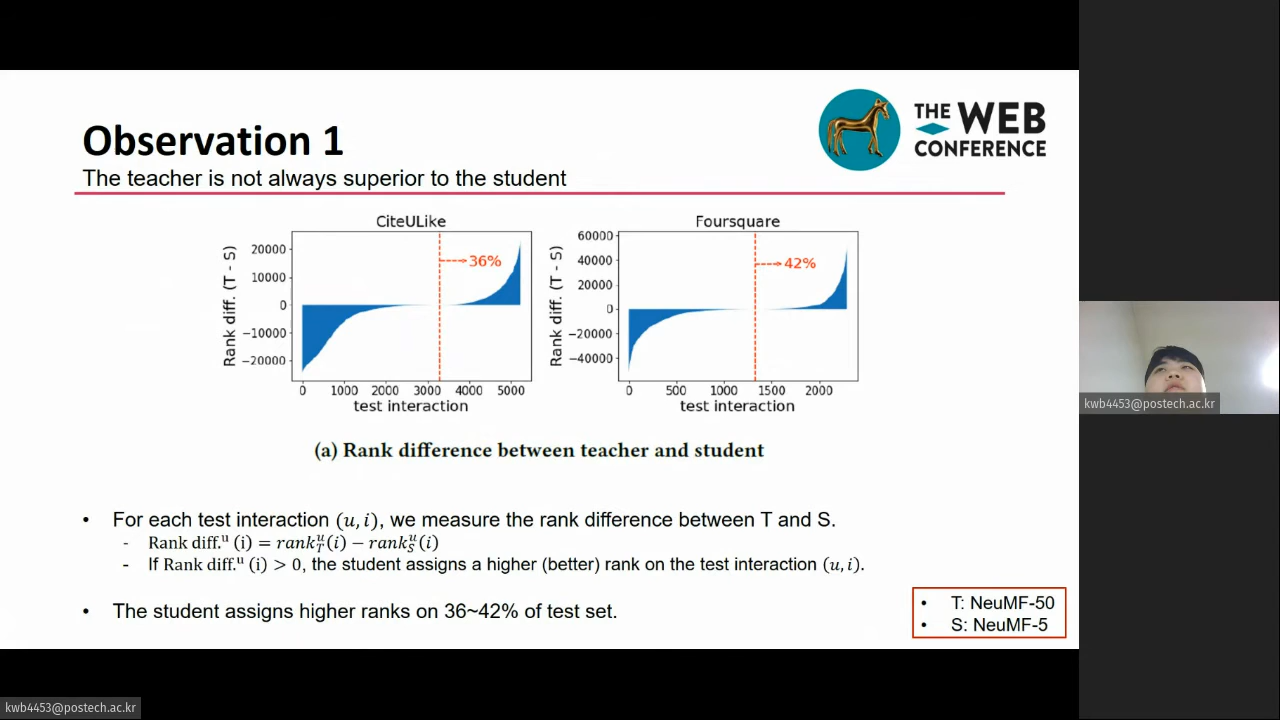 Observation 1
The teacher is not always superior to the student
THE WEB
CONFERENCE
CiteULike
Rank diff. (T - S)
20000
10000
0
−10000
−20000
36%
0 1000 2000 3000 4000 5000
test interaction
Foursquare
Rank diff. (T - S)
60000
40000
20000
0
−20000
−40000
42%
0 500 1000 1500 2000
test interaction
(a) Rank difference between teacher and student
• For each test interaction (u, i), we measure the rank difference between T and S.
- Rank diff.ᵘ (i) = rank_T^u(i) − rank_S^u(i)
- If Rank diff.ᵘ (i) > 0, the student assigns a higher (better) rank on the test interaction (u, i).
• The student assigns higher ranks on 36~42% of test set.
• T: NeuMF-50
• S: NeuMF-5
kwb4453@postech.ac.kr
kwb4453@postech.ac.kr